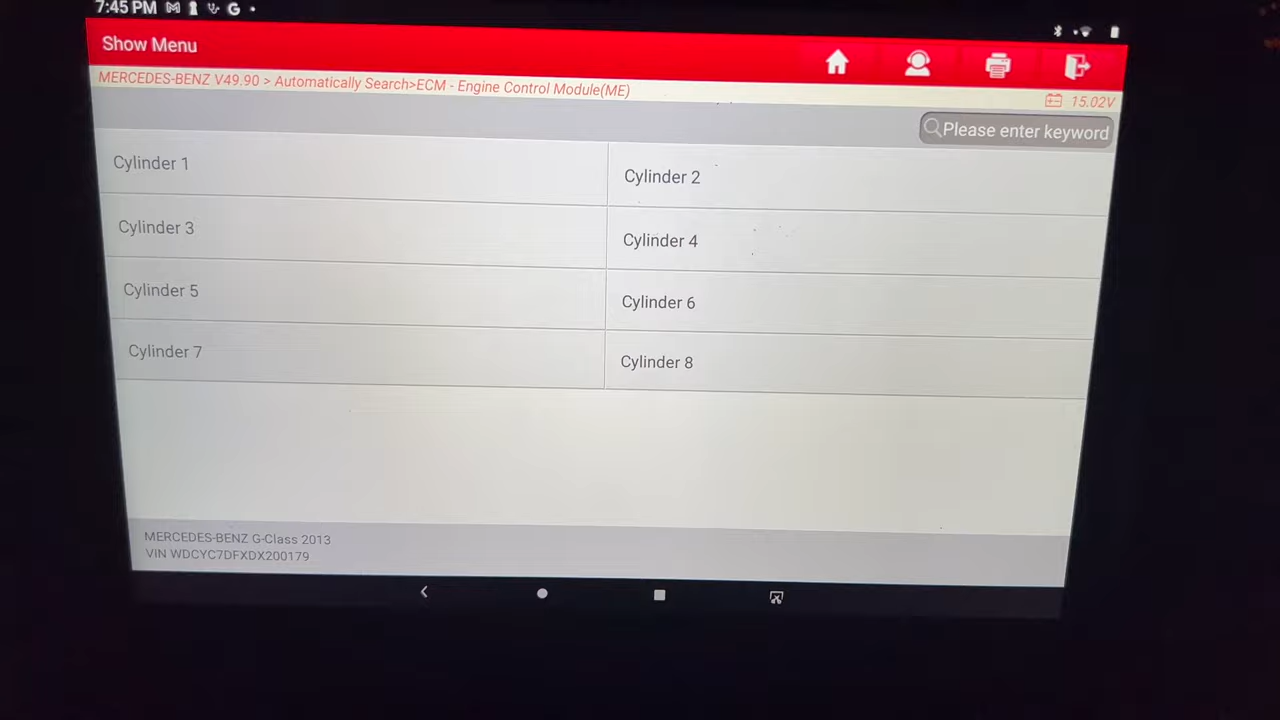 7:45 PM
Show Menu
MERCEDES-BENZ V49.90 > Automatically Search>ECM - Engine Control Module(ME)
15.02V
Please enter keyword
Cylinder 1
Cylinder 2
Cylinder 3
Cylinder 4
Cylinder 5
Cylinder 6
Cylinder 7
Cylinder 8
MERCEDES-BENZ G-Class 2013
VIN WDCYC7DFXDX200179